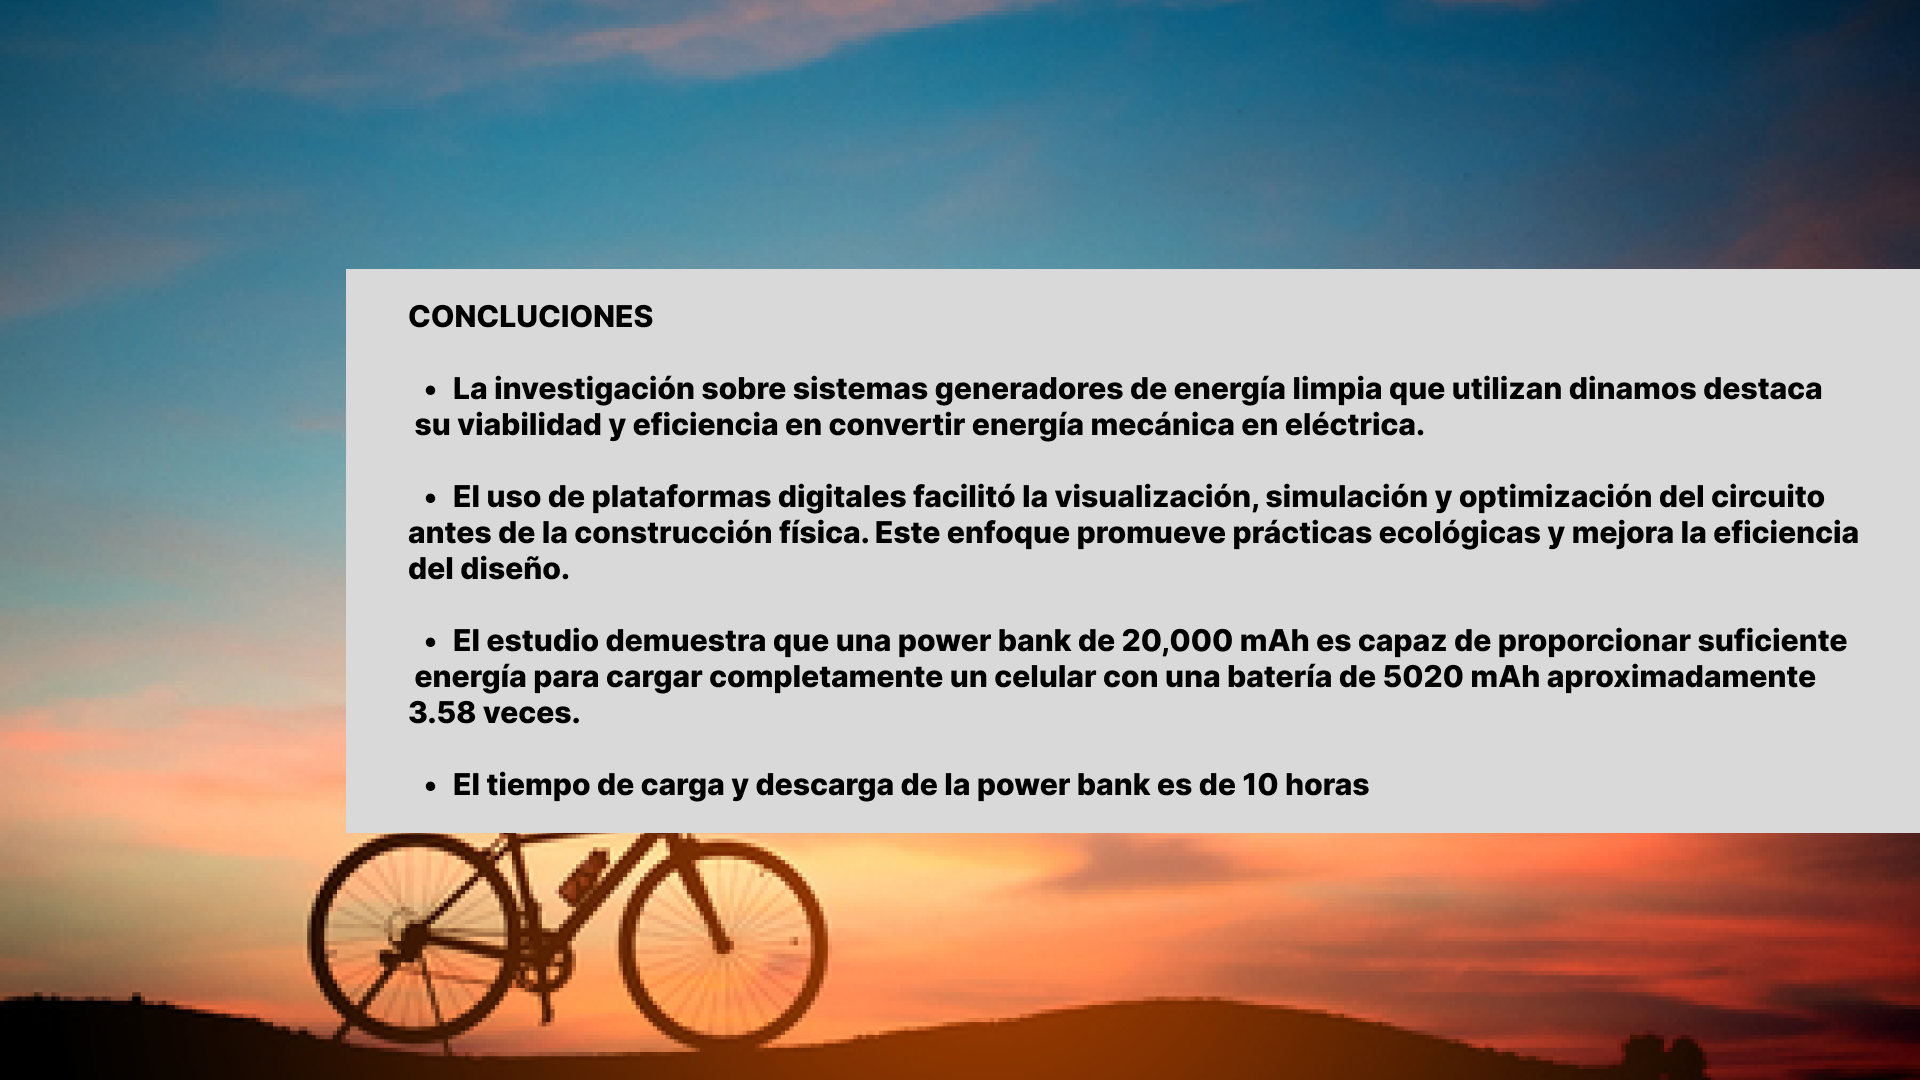 CONCLUCIONES
• La investigación sobre sistemas generadores de energía limpia que utilizan dinamos destaca
su viabilidad y eficiencia en convertir energía mecánica en eléctrica.
• El uso de plataformas digitales facilitó la visualización, simulación y optimización del circuito
antes de la construcción física. Este enfoque promueve prácticas ecológicas y mejora la eficiencia
del diseño.
• El estudio demuestra que una power bank de 20,000 mAh es capaz de proporcionar suficiente
energía para cargar completamente un celular con una batería de 5020 mAh aproximadamente
3.58 veces.
• El tiempo de carga y descarga de la power bank es de 10 horas